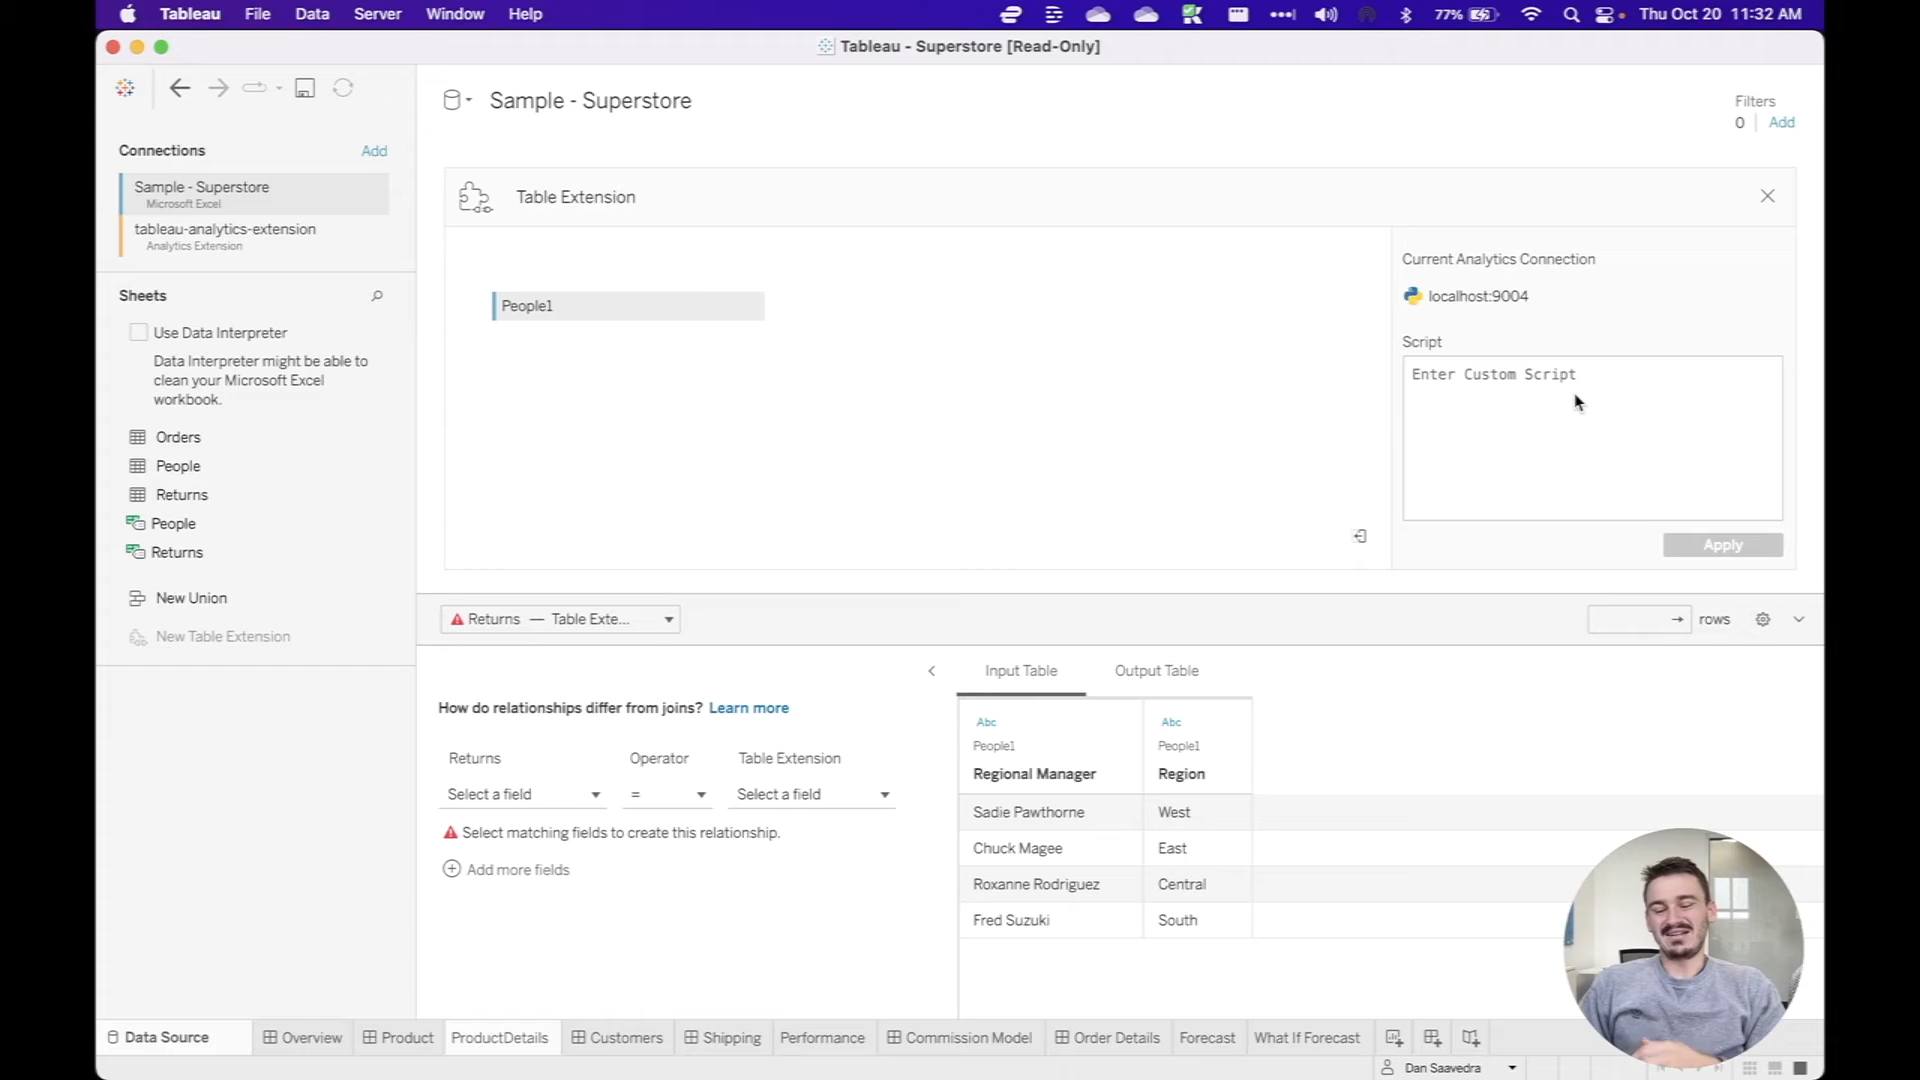 Tableau File Data Server Window Help
77% Thu Oct 20 11:32 AM
Tableau - Superstore [Read-Only]
Sample - Superstore
Filters
0 Add
Connections Add
Sample - Superstore
Microsoft Excel
tableau-analytics-extension
Analytics Extension
Sheets
Use Data Interpreter
Data Interpreter might be able to
clean your Microsoft Excel
workbook.
Orders
People
Returns
People
Returns
New Union
New Table Extension
Table Extension
People1
Current Analytics Connection
localhost:9004
Script
Enter Custom Script
Apply
Returns — Table Exte...
rows
How do relationships differ from joins? Learn more
Returns Operator Table Extension
Select a field = Select a field
Select matching fields to create this relationship.
Add more fields
Input Table Output Table
Abc Abc
People1 People1
Regional Manager Region
Sadie Pawthorne West
Chuck Magee East
Roxanne Rodriguez Central
Fred Suzuki South
Data Source Overview Product ProductDetails Customers Shipping Performance Commission Model Order Details Forecast What If Forecast
Dan Saavedra